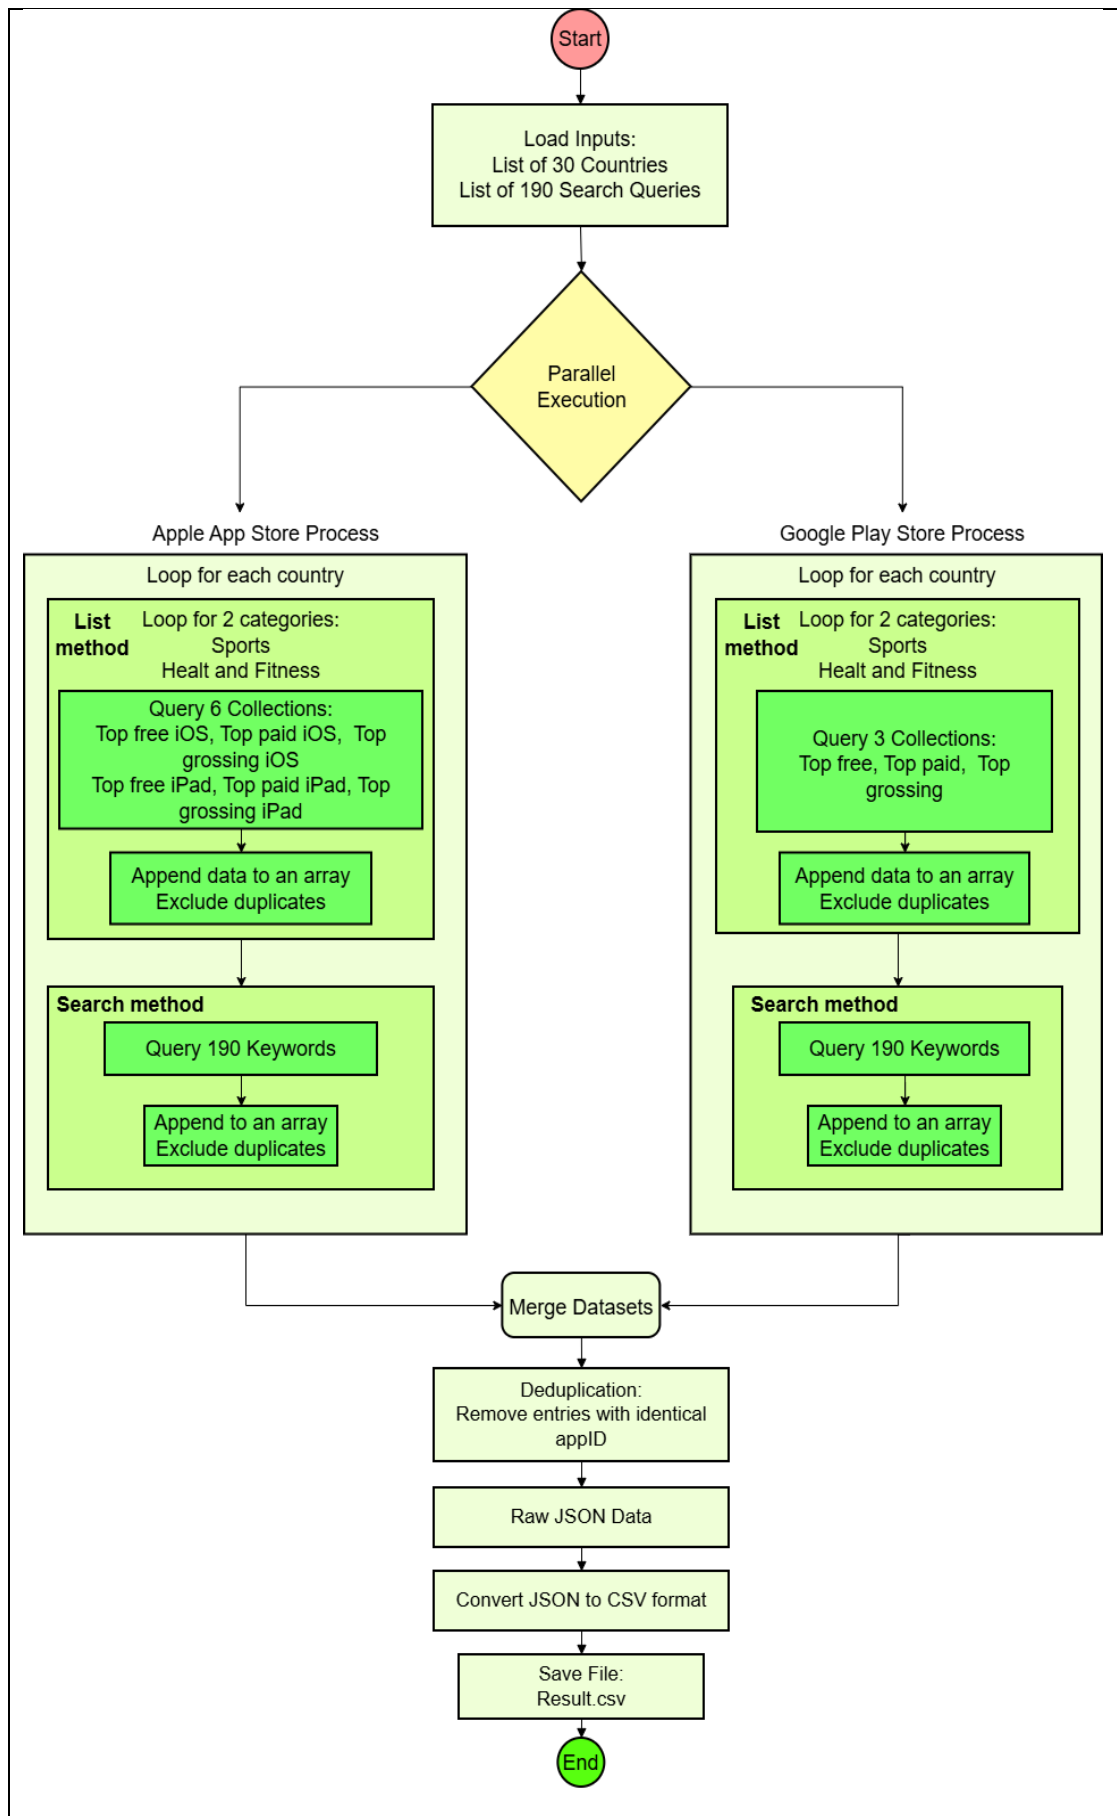 Start
Load Inputs:
List of 30 Countries
List of 190 Search Queries
Parallel
Execution
Apple App Store Process
Loop for each country
List
method
Loop for 2 categories:
Sports
Healt and Fitness
Query 6 Collections:
Top free iOS, Top paid iOS, Top
grossing iOS
Top free iPad, Top paid iPad, Top
grossing iPad
Append data to an array
Exclude duplicates
Search method
Query 190 Keywords
Append to an array
Exclude duplicates
Google Play Store Process
Loop for each country
List
method
Loop for 2 categories:
Sports
Healt and Fitness
Query 3 Collections:
Top free, Top paid, Top
grossing
Append data to an array
Exclude duplicates
Search method
Query 190 Keywords
Append to an array
Exclude duplicates
Merge Datasets
Deduplication:
Remove entries with identical
appID
Raw JSON Data
Convert JSON to CSV format
Save File:
Result.csv
End